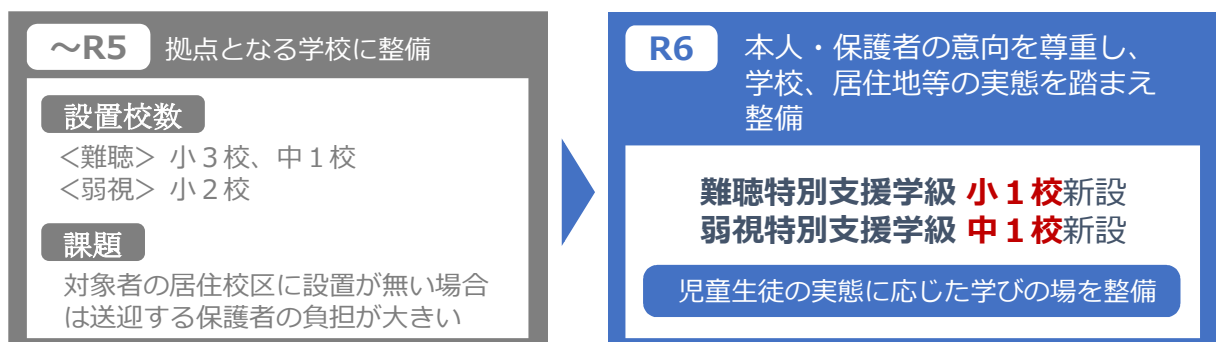 ～R5 拠点となる学校に整備
設置校数
＜難聴＞ 小３校、中１校
＜弱視＞ 小２校
課題
対象者の居住校区に設置が無い場合
は送迎する保護者の負担が大きい
R6 本人・保護者の意向を尊重し、
学校、居住地等の実態を踏まえ
整備
難聴特別支援学級 小１校新設
弱視特別支援学級 中１校新設
児童生徒の実態に応じた学びの場を整備